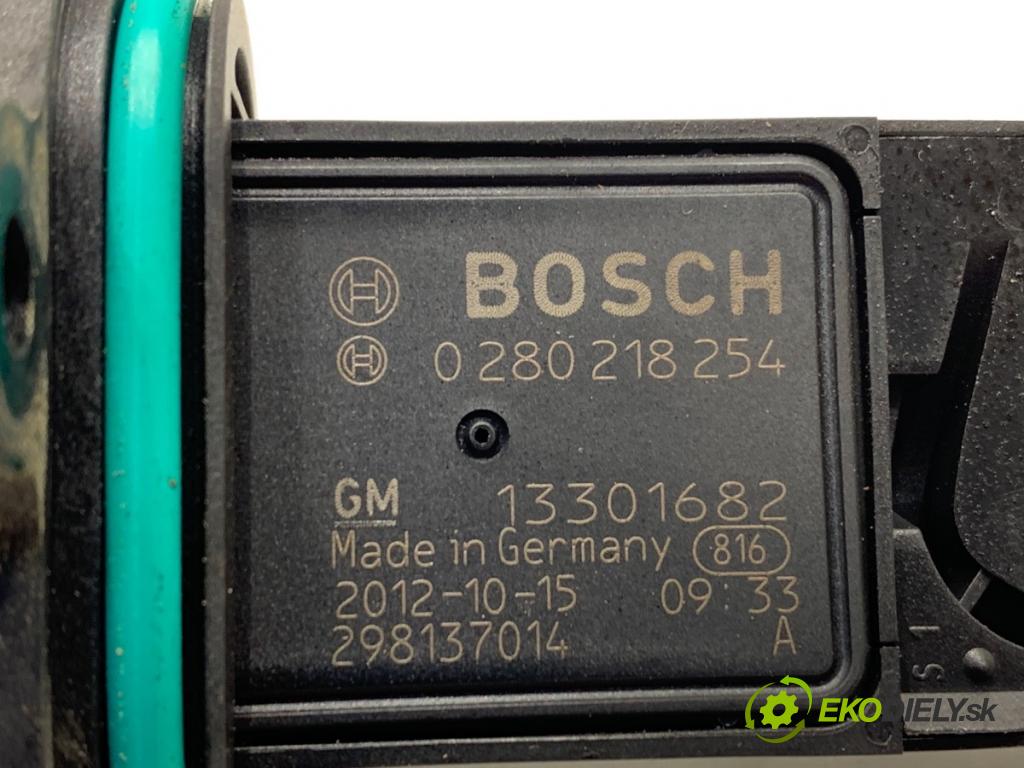 BOSCH
0 280 218 254
GM 13301682
Made in Germany 816
2012-10-15 09 33
298137014 A
S 1
EKODIELY.sk